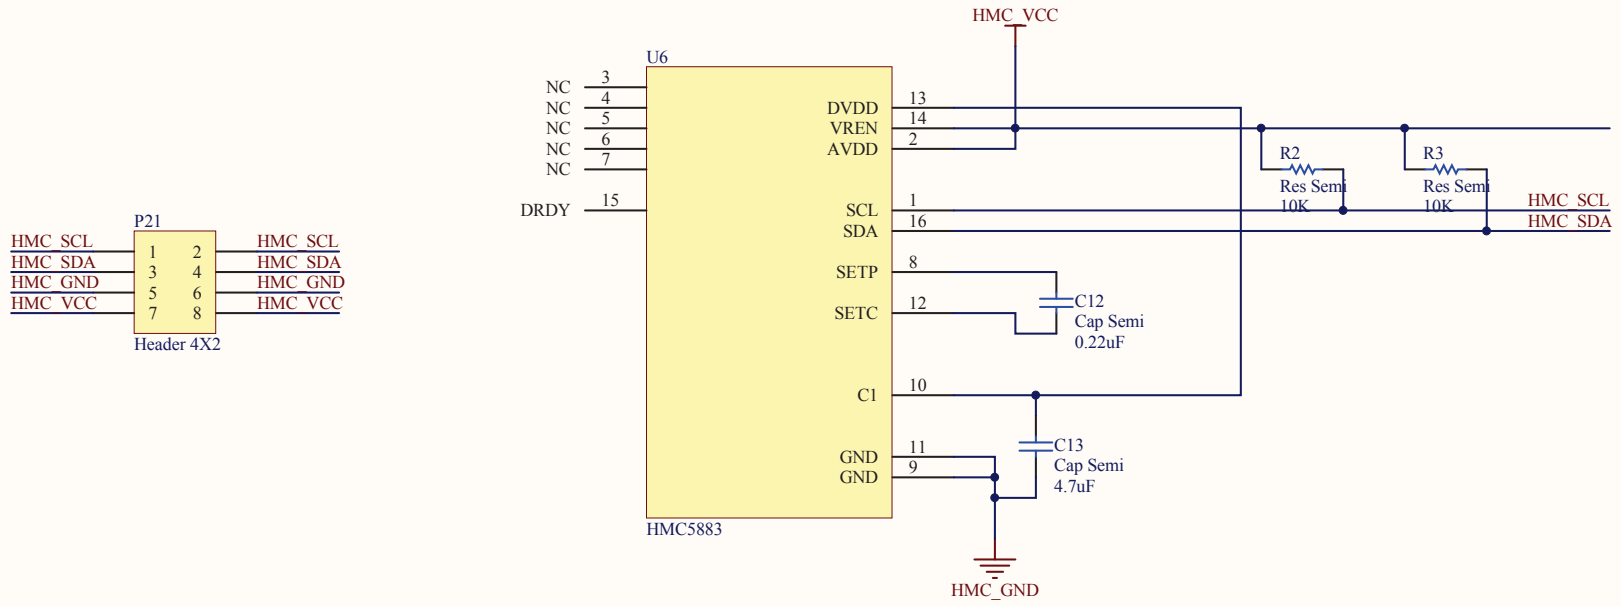 HMC_VCC
U6
NC 3
NC 4
NC 5
NC 6
NC 7
DRDY 15
DVDD 13
VREN 14
AVDD 2
SCL 1
SDA 16
SETP 8
SETC 12
C1 10
GND 11
GND 9
HMC5883
R2
Res Semi
10K
R3
Res Semi
10K
HMC_SCL
HMC_SDA
C12
Cap Semi
0.22uF
C13
Cap Semi
4.7uF
HMC_GND
P21
HMC_SCL 1 2 HMC_SCL
HMC_SDA 3 4 HMC_SDA
HMC_GND 5 6 HMC_GND
HMC_VCC 7 8 HMC_VCC
Header 4X2